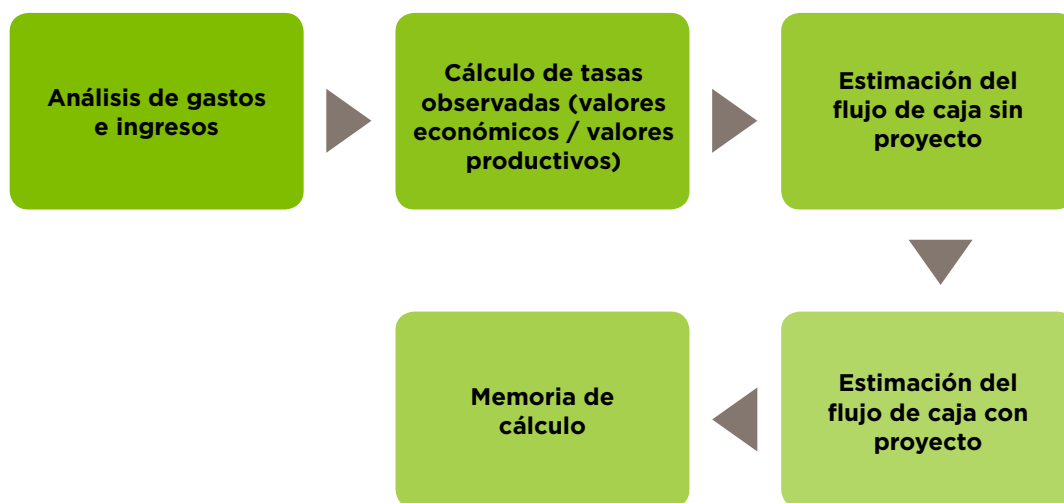 Análisis de gastos
e ingresos
Cálculo de tasas
observadas (valores
económicos / valores
productivos)
Estimación del
flujo de caja sin
proyecto
Estimación del
flujo de caja con
proyecto
Memoria de
cálculo